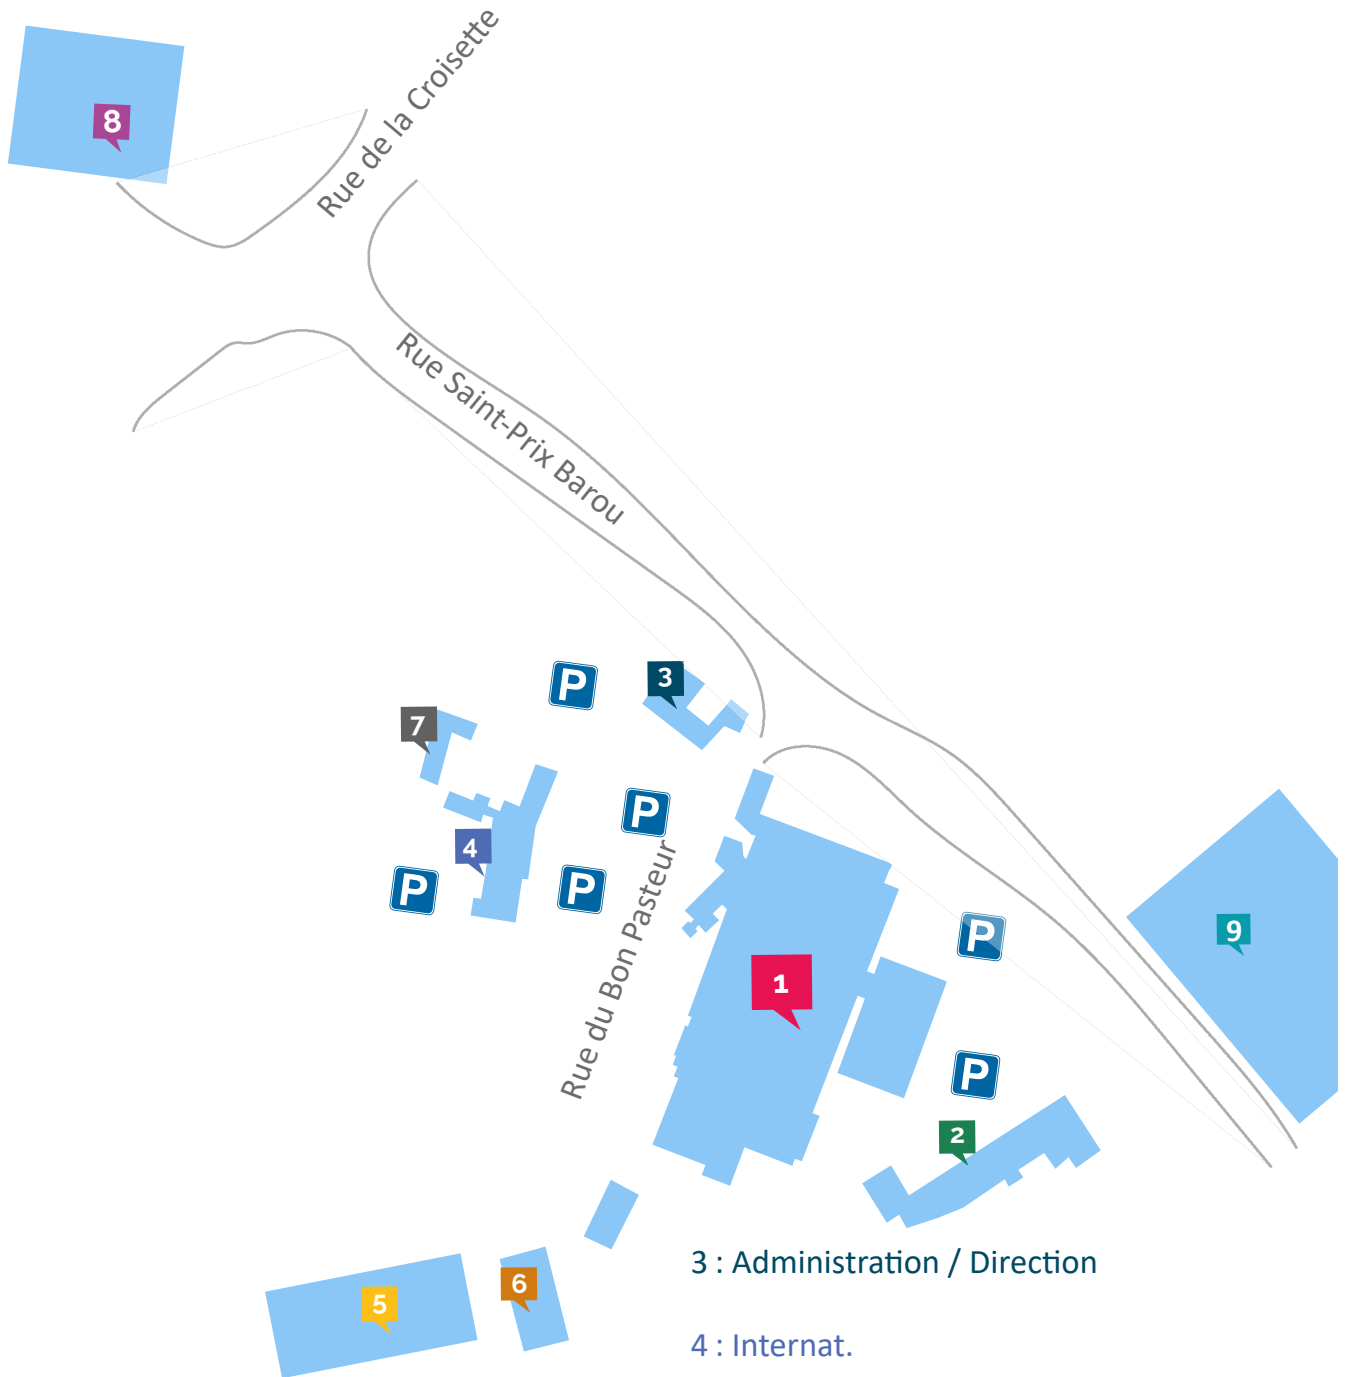 8
Rue de la Croisette
Rue Saint-Prix Barou
P
3
7
P
4
P
P
Rue du Bon Pasteur
P
9
1
P
2
3 : Administration / Direction
6
5
4 : Internat.